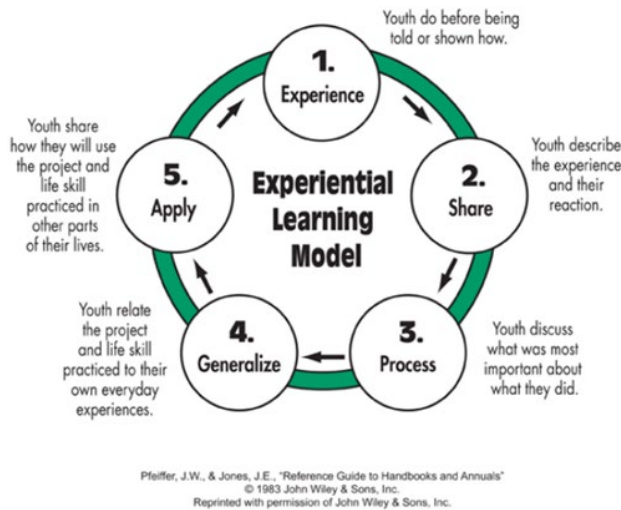 Youth do before being
told or shown how.
1.
Experience
Youth describe
the experience
and their
reaction.
2.
Share
Youth discuss
what was most
important about
what they did.
3.
Process
Youth relate
the project
and life skill
practiced to their
own everyday
experiences.
4.
Generalize
Youth share
how they will use
the project and
life skill
practiced in
other parts
of their lives.
5.
Apply
Experiential
Learning
Model
Pfeiffer, J.W., & Jones, J.E., "Reference Guide to Handbooks and Annuals"
© 1983 John Wiley & Sons, Inc.
Reprinted with permission of John Wiley & Sons, Inc.